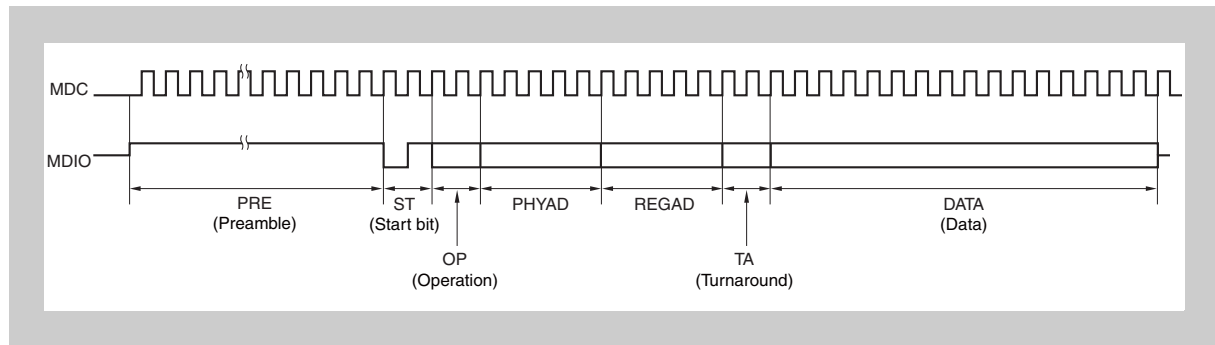 MDC
MDIO
PRE
(Preamble)
ST
(Start bit)
PHYAD
REGAD
DATA
(Data)
OP
(Operation)
TA
(Turnaround)